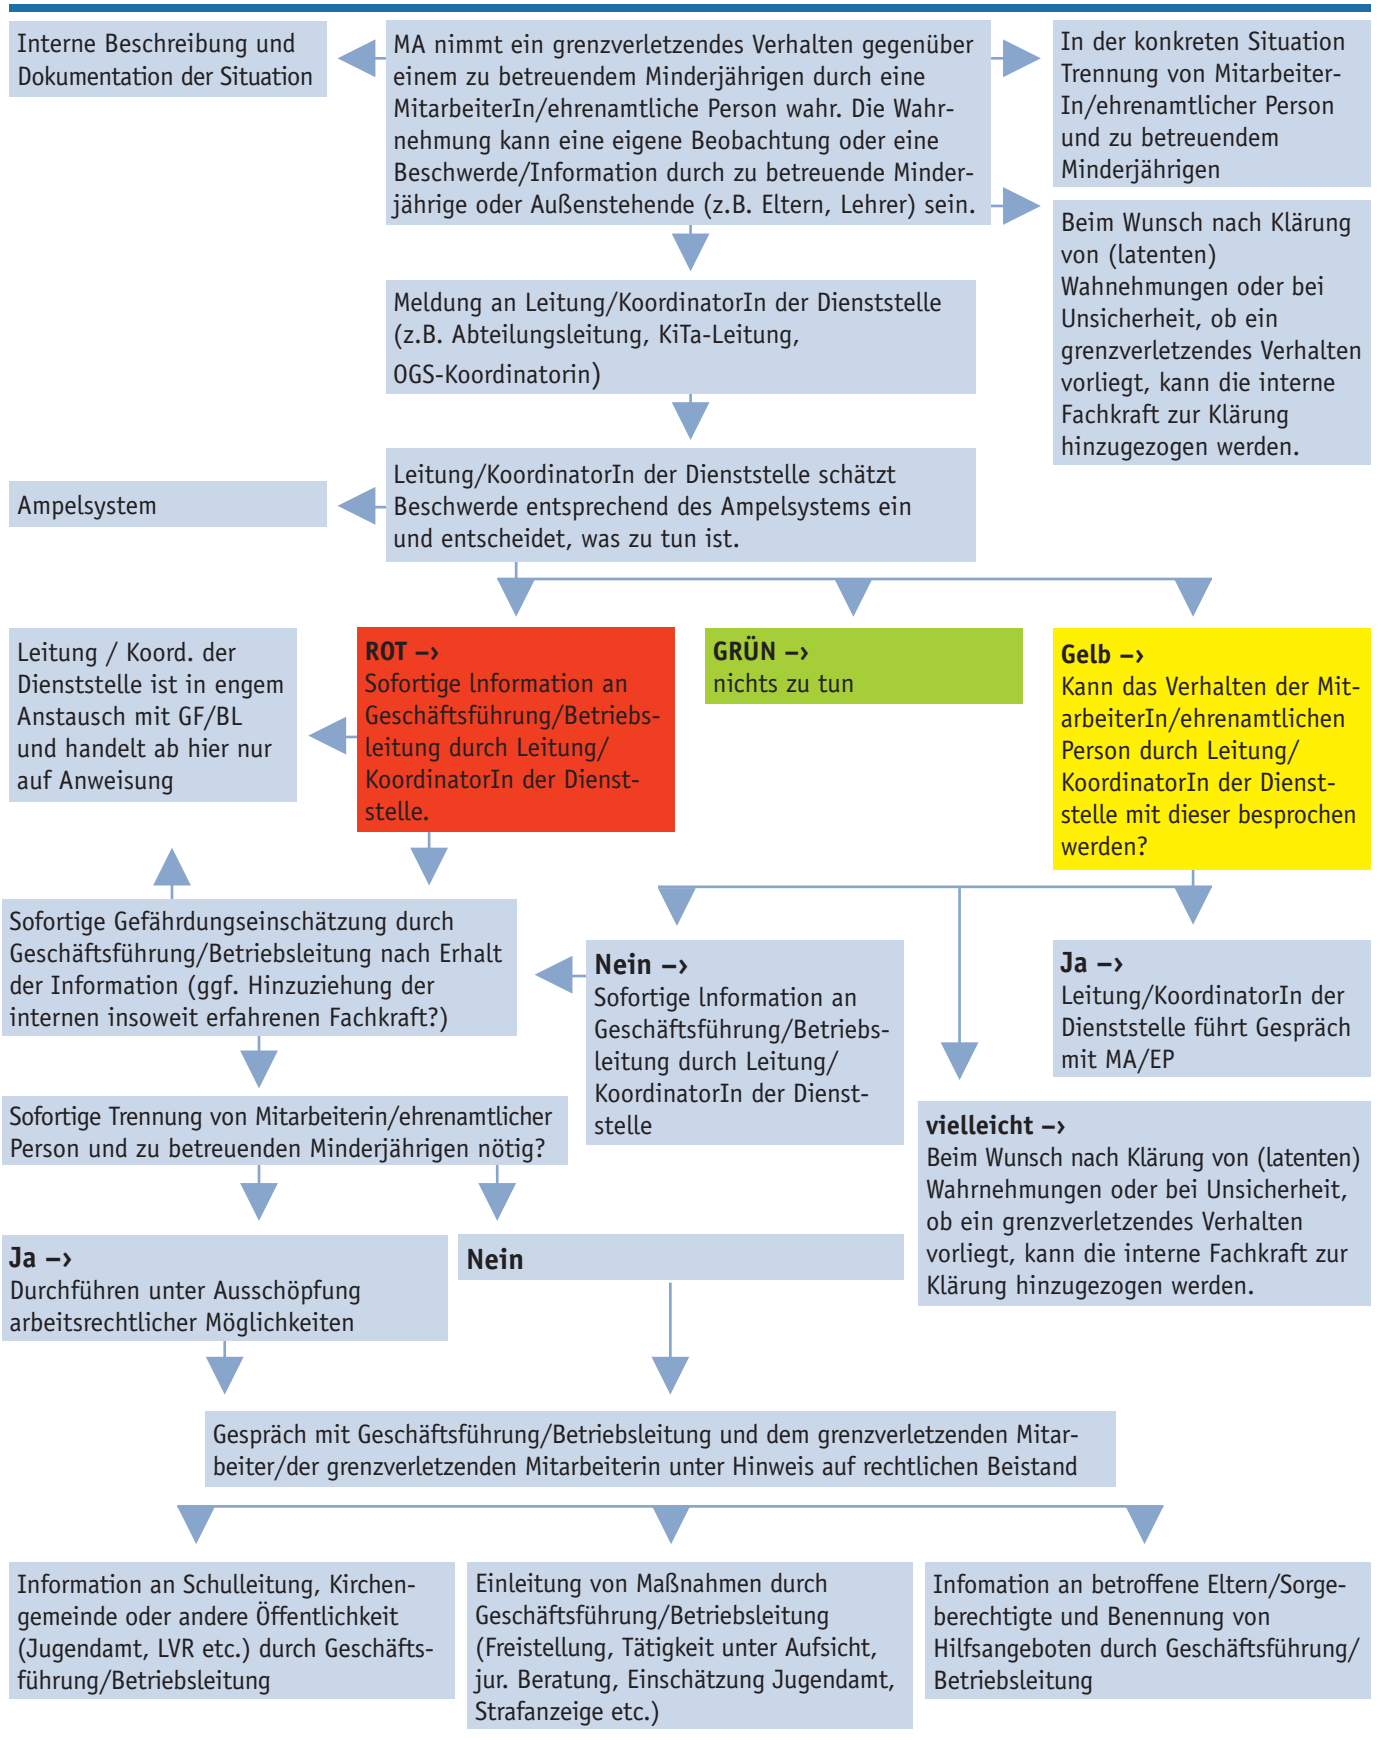 Interne Beschreibung und
Dokumentation der Situation
MA nimmt ein grenzverletzendes Verhalten gegenüber
einem zu betreuendem Minderjährigen durch eine
MitarbeiterIn/ehrenamtliche Person wahr. Die Wahr-
nehmung kann eine eigene Beobachtung oder eine
Beschwerde/Information durch zu betreuende Minder-
jährige oder Außenstehende (z.B. Eltern, Lehrer) sein.
In der konkreten Situation
Trennung von Mitarbeiter-
In/ehrenamtlicher Person
und zu betreuendem
Minderjährigen
Beim Wunsch nach Klärung
von (latenten)
Wahnehmungen oder bei
Unsicherheit, ob ein
grenzverletzendes Verhalten
vorliegt, kann die interne
Fachkraft zur Klärung
hinzugezogen werden.
Meldung an Leitung/KoordinatorIn der Dienststelle
(z.B. Abteilungsleitung, KiTa-Leitung,
OGS-Koordinatorin)
Ampelsystem
Leitung/KoordinatorIn der Dienststelle schätzt
Beschwerde entsprechend des Ampelsystems ein
und entscheidet, was zu tun ist.
Leitung / Koord. der
Dienststelle ist in engem
Anstausch mit GF/BL
und handelt ab hier nur
auf Anweisung
ROT –›
Sofortige lnformation an
Geschäftsführung/Betriebs-
leitung durch Leitung/
KoordinatorIn der Dienst-
stelle.
GRÜN –›
nichts zu tun
Gelb –›
Kann das Verhalten der Mit-
arbeiterIn/ehrenamtlichen
Person durch Leitung/
KoordinatorIn der Dienst-
stelle mit dieser besprochen
werden?
Sofortige Gefährdungseinschätzung durch
Geschäftsführung/Betriebsleitung nach Erhalt
der Information (ggf. Hinzuziehung der
internen insoweit erfahrenen Fachkraft?)
Nein –›
Sofortige lnformation an
Geschäftsführung/Betriebs-
leitung durch Leitung/
KoordinatorIn der Dienst-
stelle
Ja –›
Leitung/KoordinatorIn der
Dienststelle führt Gespräch
mit MA/EP
Sofortige Trennung von Mitarbeiterin/ehrenamtlicher
Person und zu betreuenden Minderjährigen nötig?
vielleicht –›
Beim Wunsch nach Klärung von (latenten)
Wahrnehmungen oder bei Unsicherheit,
ob ein grenzverletzendes Verhalten
vorliegt, kann die interne Fachkraft zur
Klärung hinzugezogen werden.
Ja –›
Durchführen unter Ausschöpfung
arbeitsrechtlicher Möglichkeiten
Nein
Gespräch mit Geschäftsführung/Betriebsleitung und dem grenzverletzenden Mitar-
beiter/der grenzverletzenden Mitarbeiterin unter Hinweis auf rechtlichen Beistand
Information an Schulleitung, Kirchen-
gemeinde oder andere Öffentlichkeit
(Jugendamt, LVR etc.) durch Geschäfts-
führung/Betriebsleitung
Einleitung von Maßnahmen durch
Geschäftsführung/Betriebsleitung
(Freistellung, Tätigkeit unter Aufsicht,
jur. Beratung, Einschätzung Jugendamt,
Strafanzeige etc.)
Infomation an betroffene Eltern/Sorge-
berechtigte und Benennung von
Hilfsangeboten durch Geschäftsführung/
Betriebsleitung